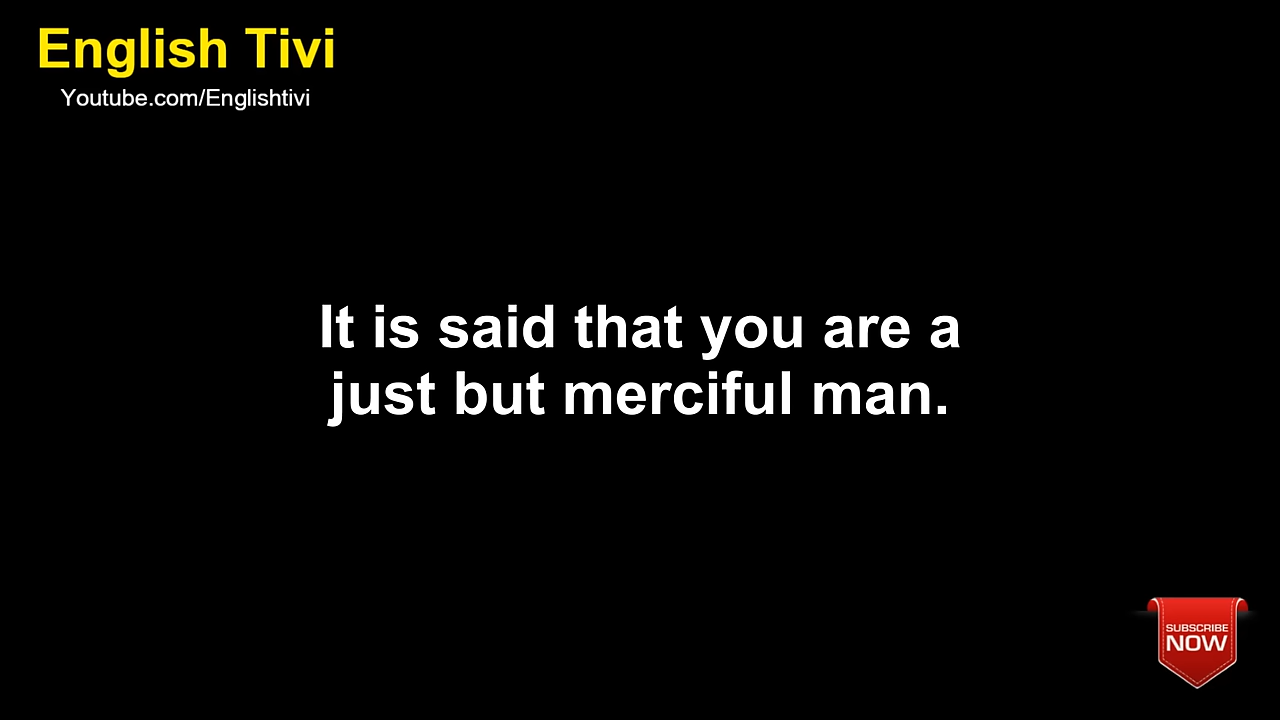 English Tivi
Youtube.com/Englishtivi
It is said that you are a
just but merciful man.
SUBSCRIBE
NOW